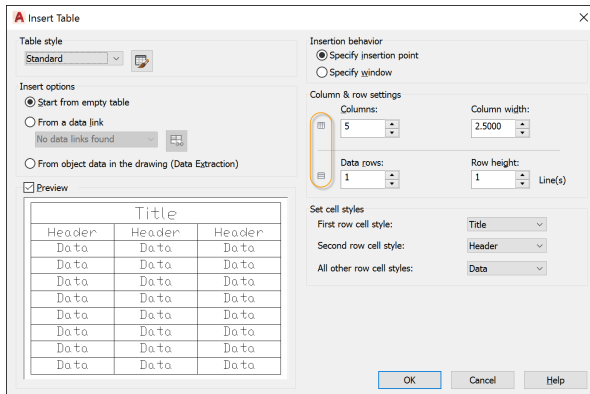 A Insert Table
Table style
Standard
Insert options
Start from empty table
From a data link
No data links found
From object data in the drawing (Data Extraction)
Preview
Title
Header Header Header
Data Data Data
Data Data Data
Data Data Data
Data Data Data
Data Data Data
Data Data Data
Data Data Data
Data Data Data
Insertion behavior
Specify insertion point
Specify window
Column & row settings
Columns: Column width:
5 2.5000
Data rows: Row height:
1 1 Line(s)
Set cell styles
First row cell style: Title
Second row cell style: Header
All other row cell styles: Data
OK Cancel Help